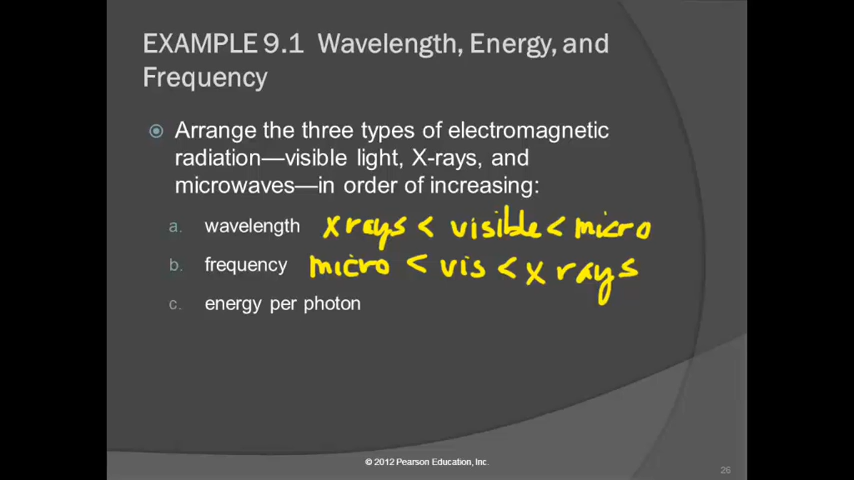 EXAMPLE 9.1 Wavelength, Energy, and
Frequency
Arrange the three types of electromagnetic
radiation—visible light, X-rays, and
microwaves—in order of increasing:
a. wavelength x rays < visible < micro
b. frequency micro < vis < x rays
c. energy per photon
© 2012 Pearson Education, Inc.
26